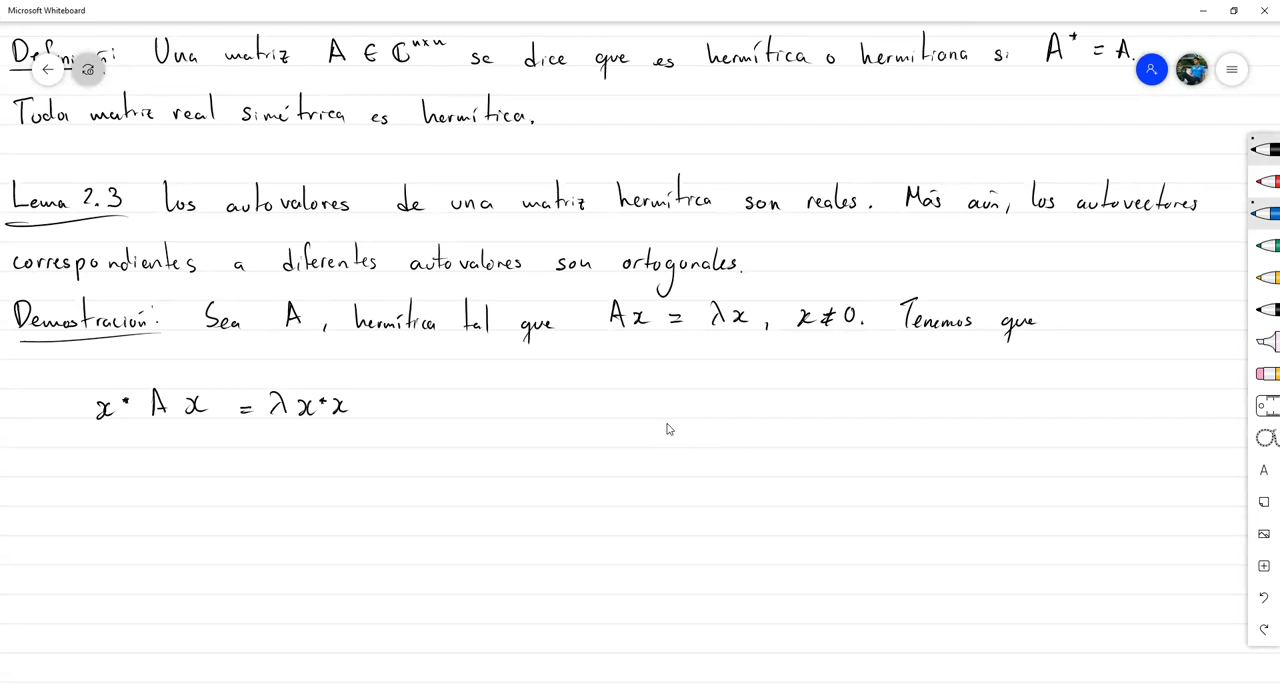 Microsoft Whiteboard
Definición: Una matriz A ∈ ℂⁿˣⁿ se dice que es hermítica o hermitiana si A* = A.
Toda matriz real simétrica es hermítica.
Lema 2.3 Los autovalores de una matriz hermítica son reales. Más aún, los autovectores
correspondientes a diferentes autovalores son ortogonales.
Demostración: Sea A, hermítica tal que Ax = λx, x ≠ 0. Tenemos que
x* A x = λ x* x